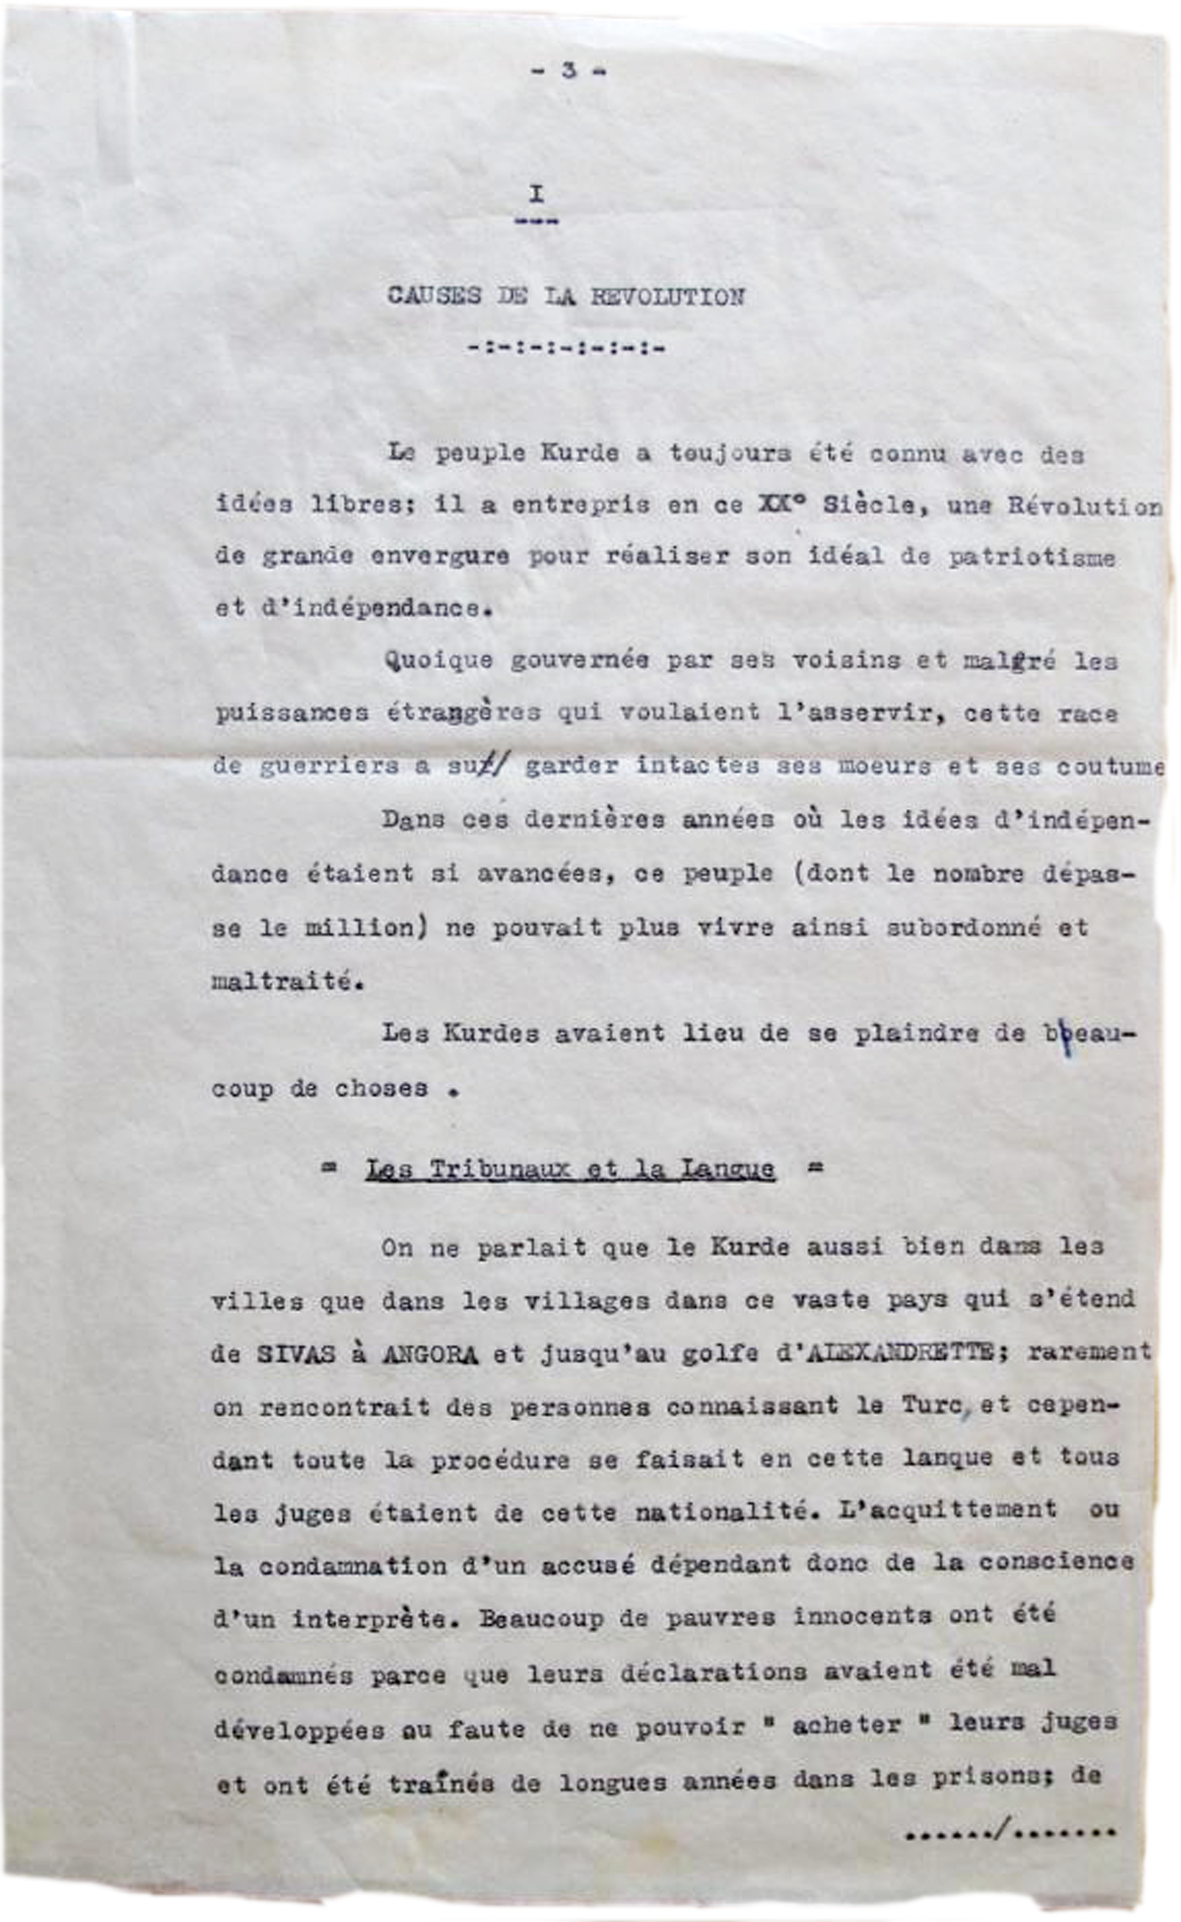 - 3 -
I
---
CAUSES DE LA REVOLUTION
-:-:-:-:-:-:-
Le peuple Kurde a toujours été connu avec des
idées libres; il a entrepris en ce XX° Siècle, une Révolution
de grande envergure pour réaliser son idéal de patriotisme
et d'indépendance.
Quoique gouvernée par ses voisins et malgré les
puissances étrangères qui voulaient l'asservir, cette race
de guerriers a su// garder intactes ses moeurs et ses coutume
Dans ces dernières années où les idées d'indépen-
dance étaient si avancées, ce peuple (dont le nombre dépas-
se le million) ne pouvait plus vivre ainsi subordonné et
maltraité.
Les Kurdes avaient lieu de se plaindre de beau-
coup de choses .
= Les Tribunaux et la Langue =
On ne parlait que le Kurde aussi bien dans les
villes que dans les villages dans ce vaste pays qui s'étend
de SIVAS à ANGORA et jusqu'au golfe d'ALEXANDRETTE; rarement
on rencontrait des personnes connaissant le Turc, et cepen-
dant toute la procédure se faisait en cette lanque et tous
les juges étaient de cette nationalité. L'acquittement ou
la condamnation d'un accusé dépendant donc de la conscience
d'un interprète. Beaucoup de pauvres innocents ont été
condamnés parce que leurs déclarations avaient été mal
développées ou faute de ne pouvoir " acheter " leurs juges
et ont été traînés de longues années dans les prisons; de
....../.......